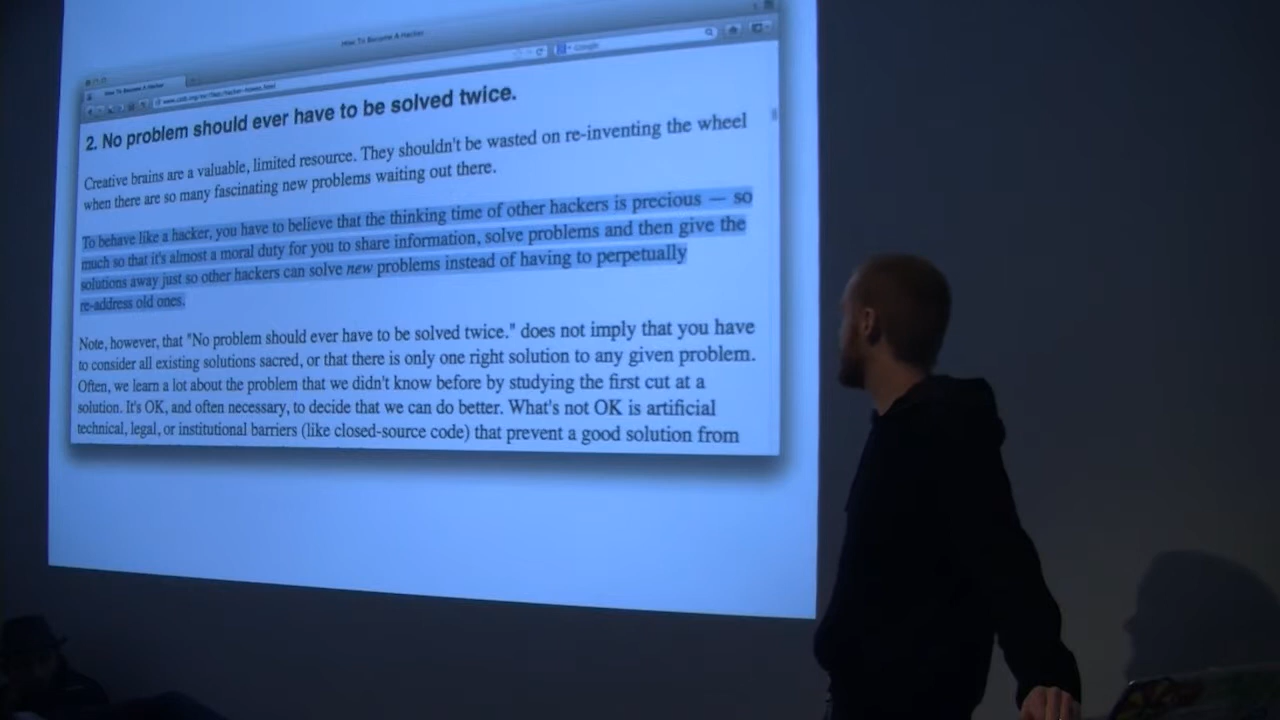 How To Become A Hacker
How To Become A Hacker
Google
2. No problem should ever have to be solved twice.
Creative brains are a valuable, limited resource. They shouldn't be wasted on re-inventing the wheel
when there are so many fascinating new problems waiting out there.
To behave like a hacker, you have to believe that the thinking time of other hackers is precious — so
much so that it's almost a moral duty for you to share information, solve problems and then give the
solutions away just so other hackers can solve new problems instead of having to perpetually
re-address old ones.
Note, however, that "No problem should ever have to be solved twice." does not imply that you have
to consider all existing solutions sacred, or that there is only one right solution to any given problem.
Often, we learn a lot about the problem that we didn't know before by studying the first cut at a
solution. It's OK, and often necessary, to decide that we can do better. What's not OK is artificial
technical, legal, or institutional barriers (like closed-source code) that prevent a good solution from